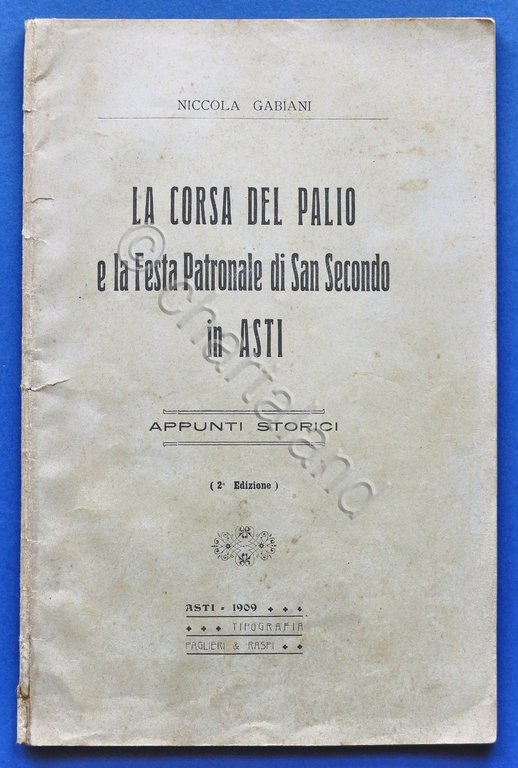 NICCOLA GABIANI
LA CORSA DEL PALIO
e la Festa Patronale di San Secondo
in ASTI
APPUNTI STORICI
( 2ª Edizione )
ASTI - 1909
TIPOGRAFIA
PAGLIERI & RASPI
© chartaland